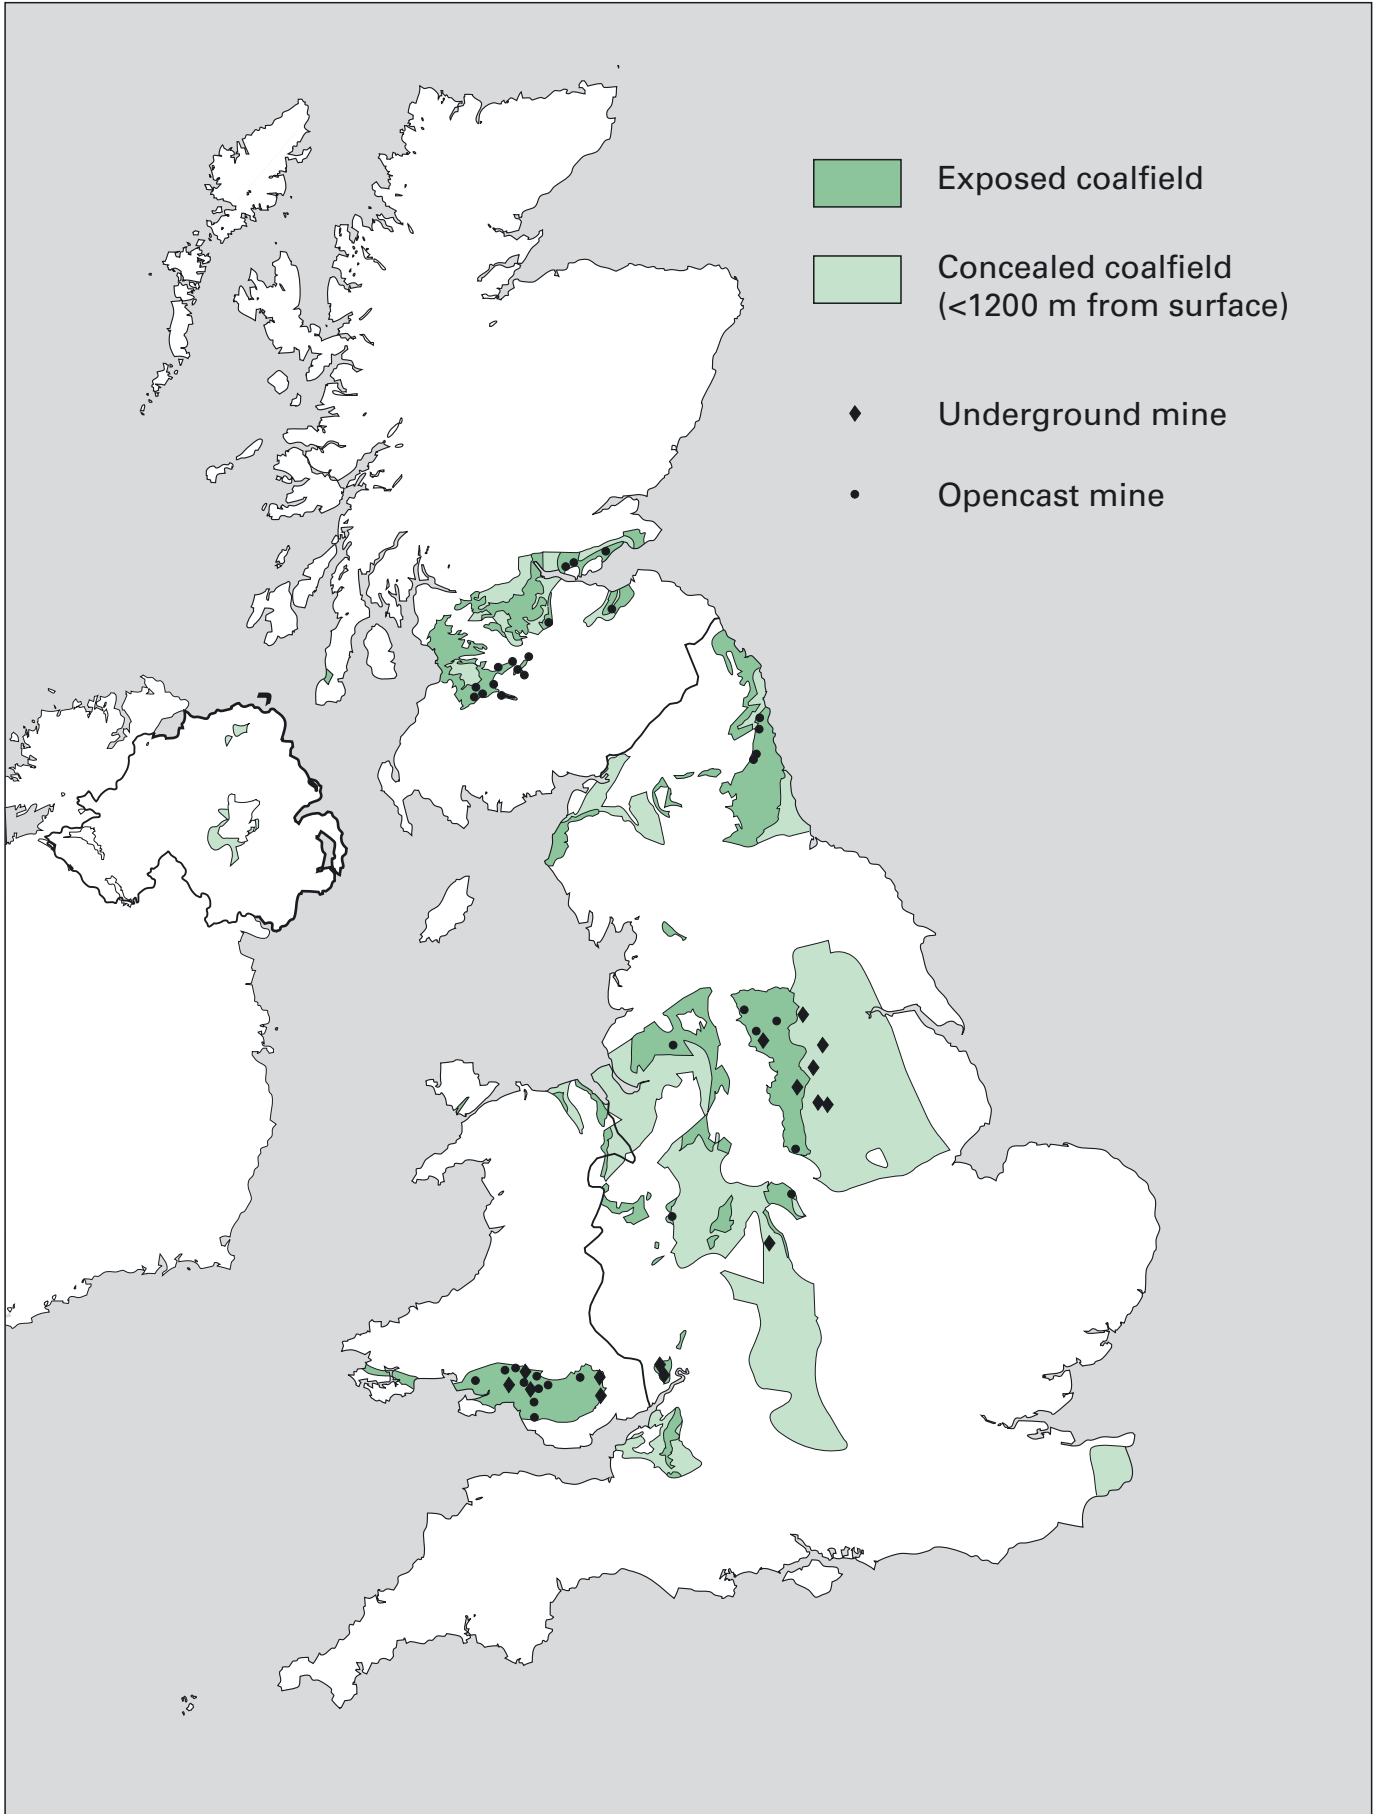 Exposed coalfield
Concealed coalfield
(<1200 m from surface)
Underground mine
Opencast mine